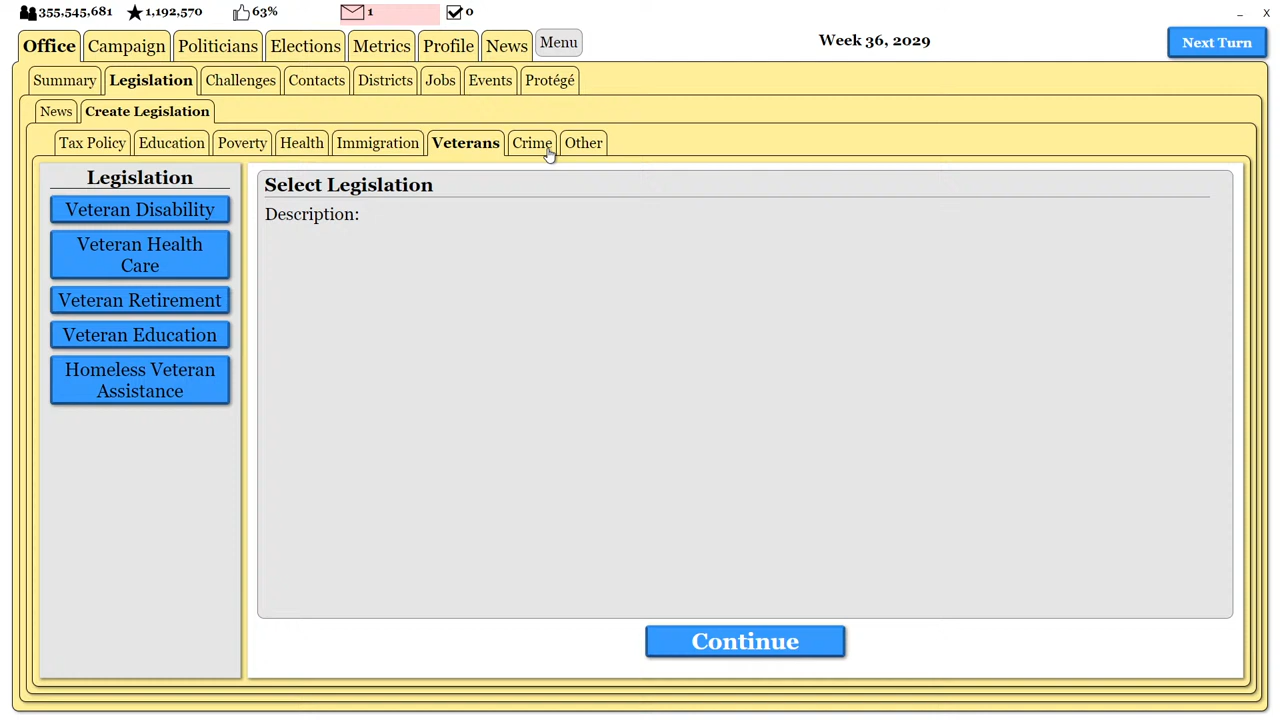 355,545,681 1,192,570 63% 1 0 _ X
Office Campaign Politicians Elections Metrics Profile News Menu Week 36, 2029 Next Turn
Summary Legislation Challenges Contacts Districts Jobs Events Protégé
News Create Legislation
Tax Policy Education Poverty Health Immigration Veterans Crime Other
Legislation
Veteran Disability
Veteran Health
Care
Veteran Retirement
Veteran Education
Homeless Veteran
Assistance
Select Legislation
Description:
Continue